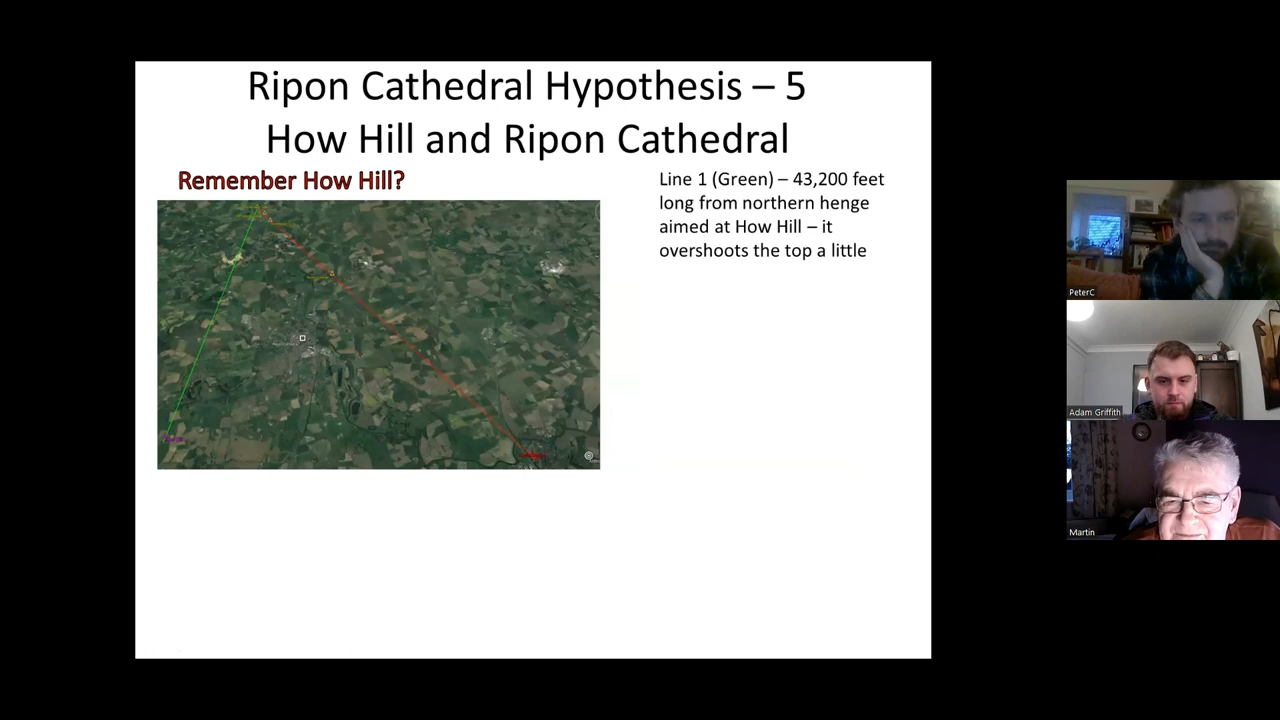 Ripon Cathedral Hypothesis – 5
How Hill and Ripon Cathedral
Remember How Hill?
Line 1 (Green) – 43,200 feet
long from northern henge
aimed at How Hill – it
overshoots the top a little
PeterC
Adam Griffith
Martin